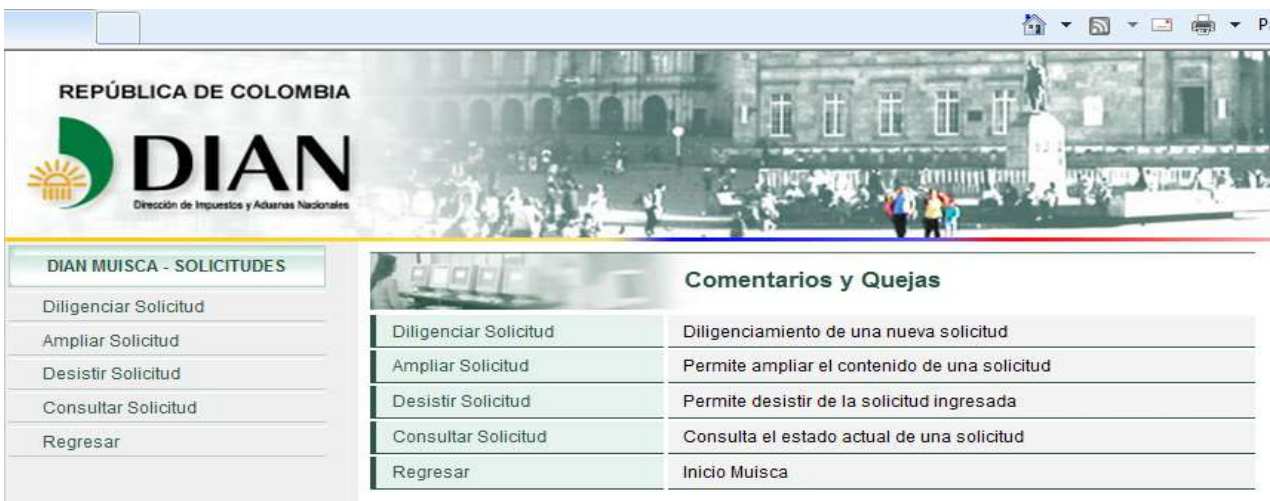 P
REPÚBLICA DE COLOMBIA
DIAN
Dirección de Impuestos y Aduanas Nacionales
DIAN MUISCA - SOLICITUDES
Diligenciar Solicitud
Ampliar Solicitud
Desistir Solicitud
Consultar Solicitud
Regresar
Comentarios y Quejas
Diligenciar Solicitud Diligenciamiento de una nueva solicitud
Ampliar Solicitud Permite ampliar el contenido de una solicitud
Desistir Solicitud Permite desistir de la solicitud ingresada
Consultar Solicitud Consulta el estado actual de una solicitud
Regresar Inicio Muisca